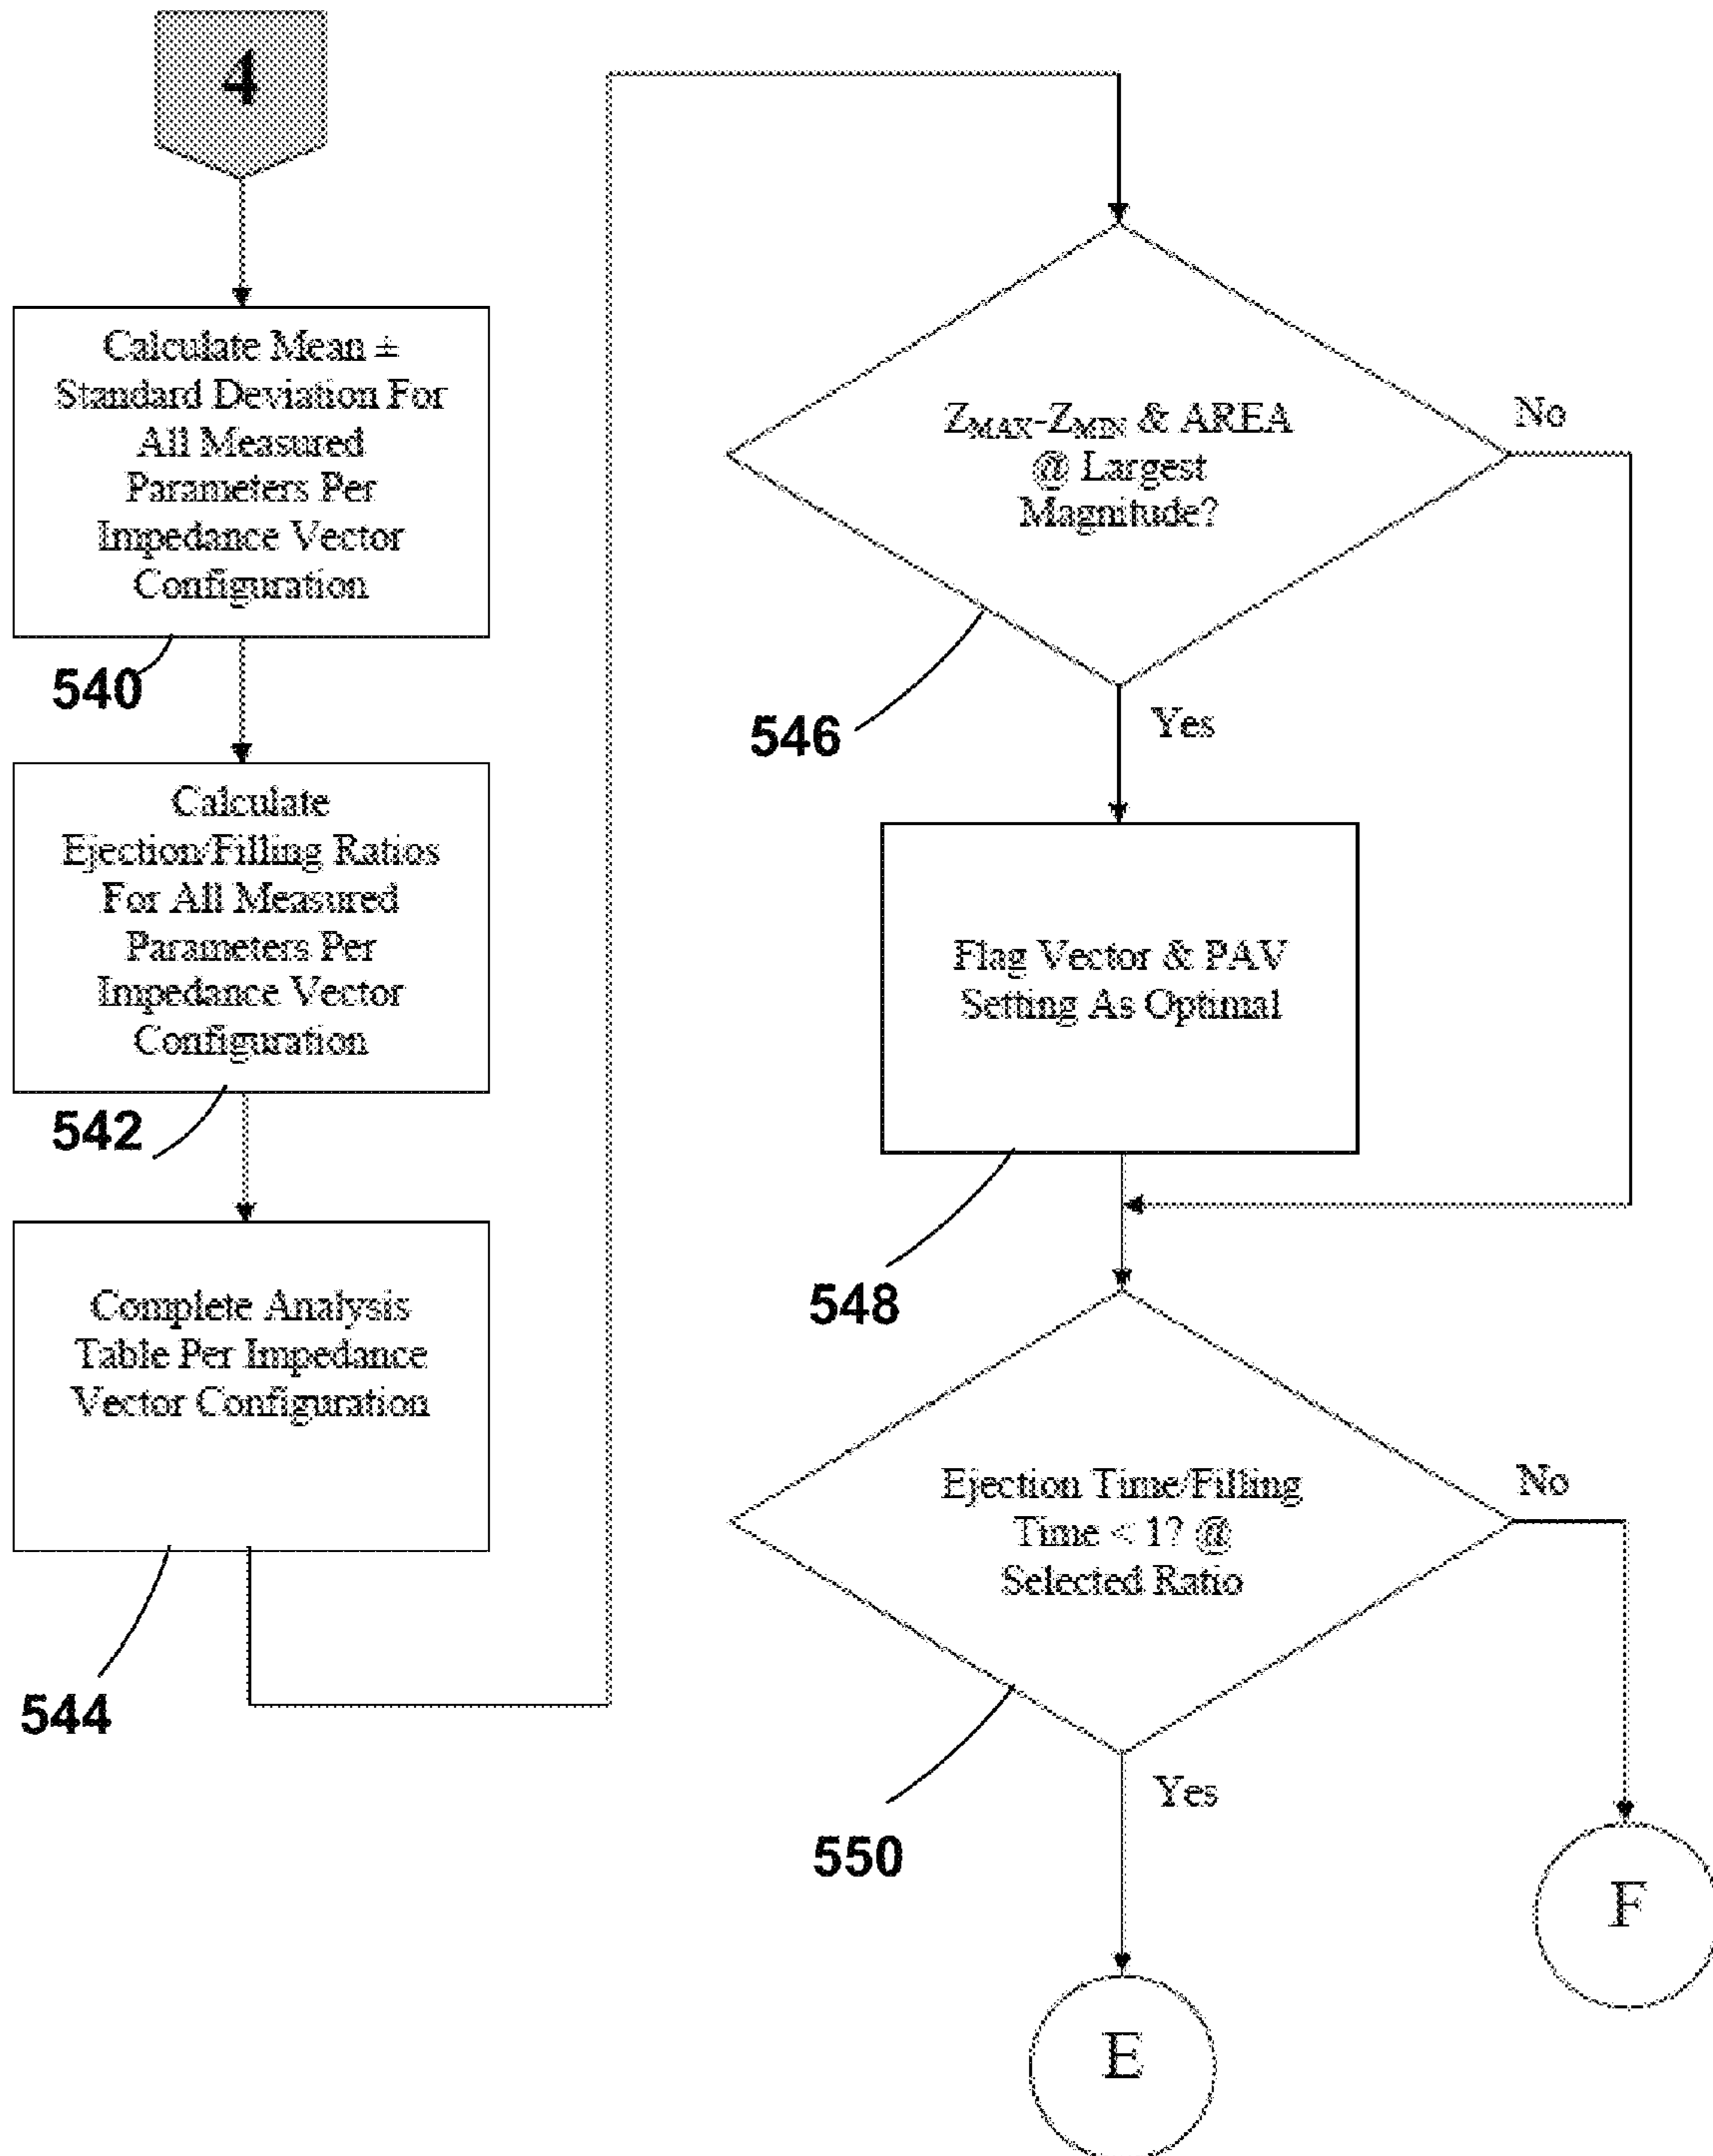 4
Calculate Mean ±
Standard Deviation For
All Measured
Parameters Per
Impedance Vector
Configuration
540
Calculate
Ejection/Filling Ratios
For All Measured
Parameters Per
Impedance Vector
Configuration
542
Complete Analysis
Table Per Impedance
Vector Configuration
544
ZMAX-ZMIN & AREA
@ Largest
Magnitude?
No
546
Yes
Flag Vector & PAV
Setting As Optimal
548
Ejection Time/Filling
Time < 1? @
Selected Ratio
No
550
Yes
F
E